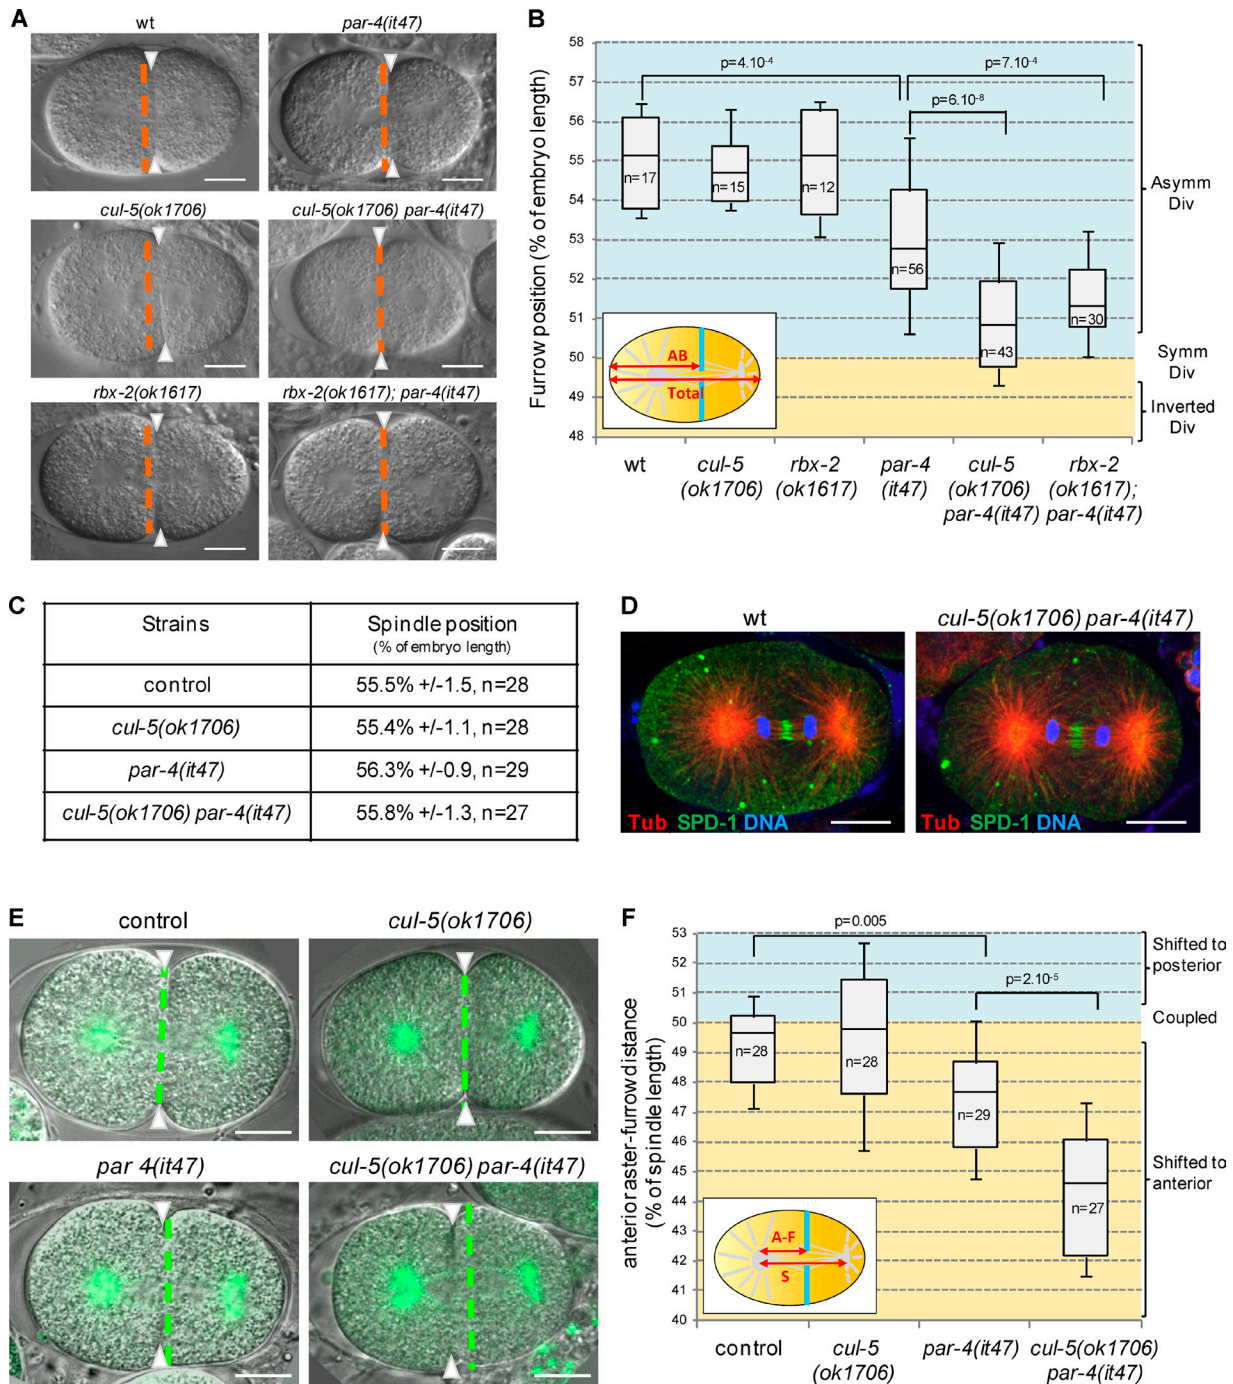 A
wt
par-4(it47)
cul-5(ok1706)
cul-5(ok1706) par-4(it47)
rbx-2(ok1617)
rbx-2(ok1617); par-4(it47)
B
Furrow position (% of embryo length)
58
57
56
55
54
53
52
51
50
49
48
p=4.10-4
p=7.10-4
p=6.10-8
n=17
n=15
n=12
n=56
n=43
n=30
AB
Total
Asymm
Div
Symm
Div
Inverted
Div
wt
cul-5
(ok1706)
rbx-2
(ok1617)
par-4
(it47)
cul-5
(ok1706)
par-4(it47)
rbx-2
(ok1617);
par-4(it47)
C
Strains
Spindle position
(% of embryo length)
control
55.5% +/-1.5, n=28
cul-5(ok1706)
55.4% +/-1.1, n=28
par-4(it47)
56.3% +/-0.9, n=29
cul-5(ok1706) par-4(it47)
55.8% +/-1.3, n=27
D
wt
cul-5(ok1706) par-4(it47)
Tub SPD-1 DNA
Tub SPD-1 DNA
E
control
cul-5(ok1706)
par 4-(it47)
cul-5(ok1706) par-4(it47)
F
anterio raster-furrow distance
(% of spindle length)
53
52
51
50
49
48
47
46
45
44
43
42
41
40
p=0.005
p=2.10-5
n=28
n=28
n=29
n=27
A-F
S
Shifted to
posterior
Coupled
Shifted to
anterior
control
cul-5
(ok1706)
par-4(it47)
cul-5(ok1706)
par-4(it47)